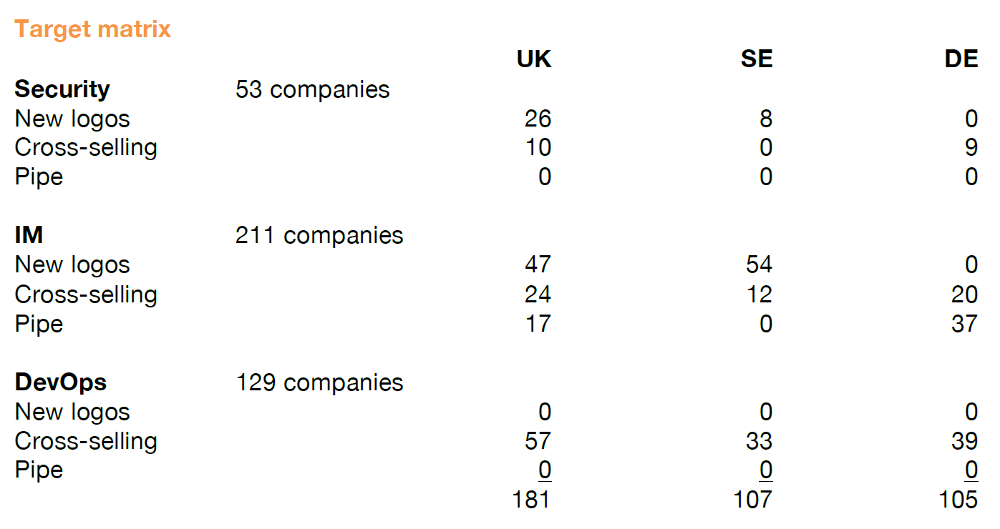 Target matrix
UK SE DE
Security 53 companies
New logos 26 8 0
Cross-selling 10 0 9
Pipe 0 0 0
IM 211 companies
New logos 47 54 0
Cross-selling 24 12 20
Pipe 17 0 37
DevOps 129 companies
New logos 0 0 0
Cross-selling 57 33 39
Pipe 0 0 0
181 107 105